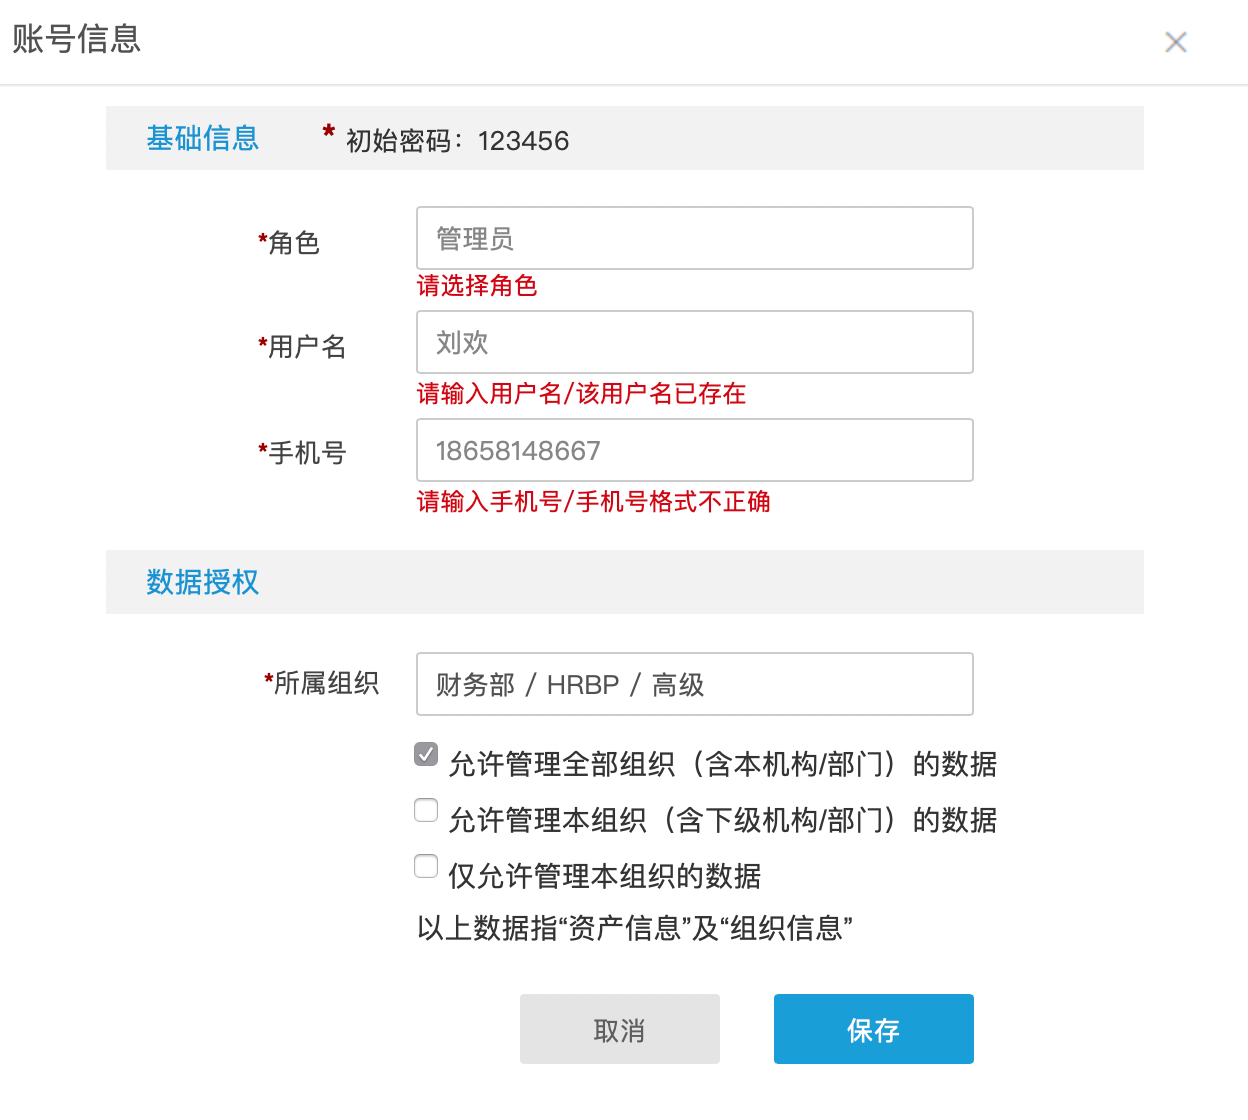 账号信息
基础信息 * 初始密码：123456
*角色 管理员
请选择角色
*用户名 刘欢
请输入用户名/该用户名已存在
*手机号 18658148667
请输入手机号/手机号格式不正确
数据授权
*所属组织 财务部 / HRBP / 高级
允许管理全部组织（含本机构/部门）的数据
允许管理本组织（含下级机构/部门）的数据
仅允许管理本组织的数据
以上数据指“资产信息”及“组织信息”
取消 保存